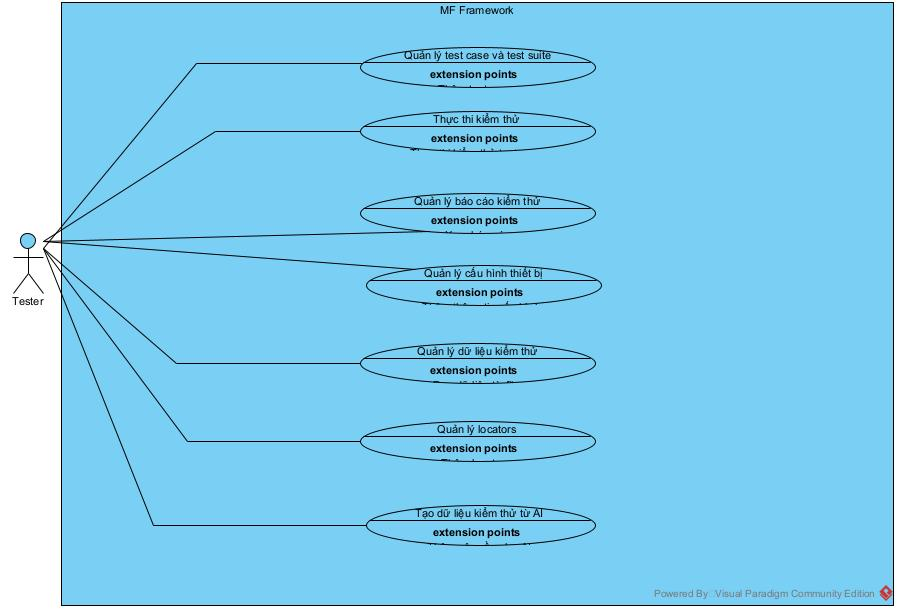 MF Framework
Quản lý test case và test suite
extension points
Thực thi kiểm thử
extension points
Quản lý báo cáo kiểm thử
extension points
Quản lý cấu hình thiết bị
extension points
Tester
Quản lý dữ liệu kiểm thử
extension points
Quản lý locators
extension points
Tạo dữ liệu kiểm thử từ AI
extension points
Powered By Visual Paradigm Community Edition